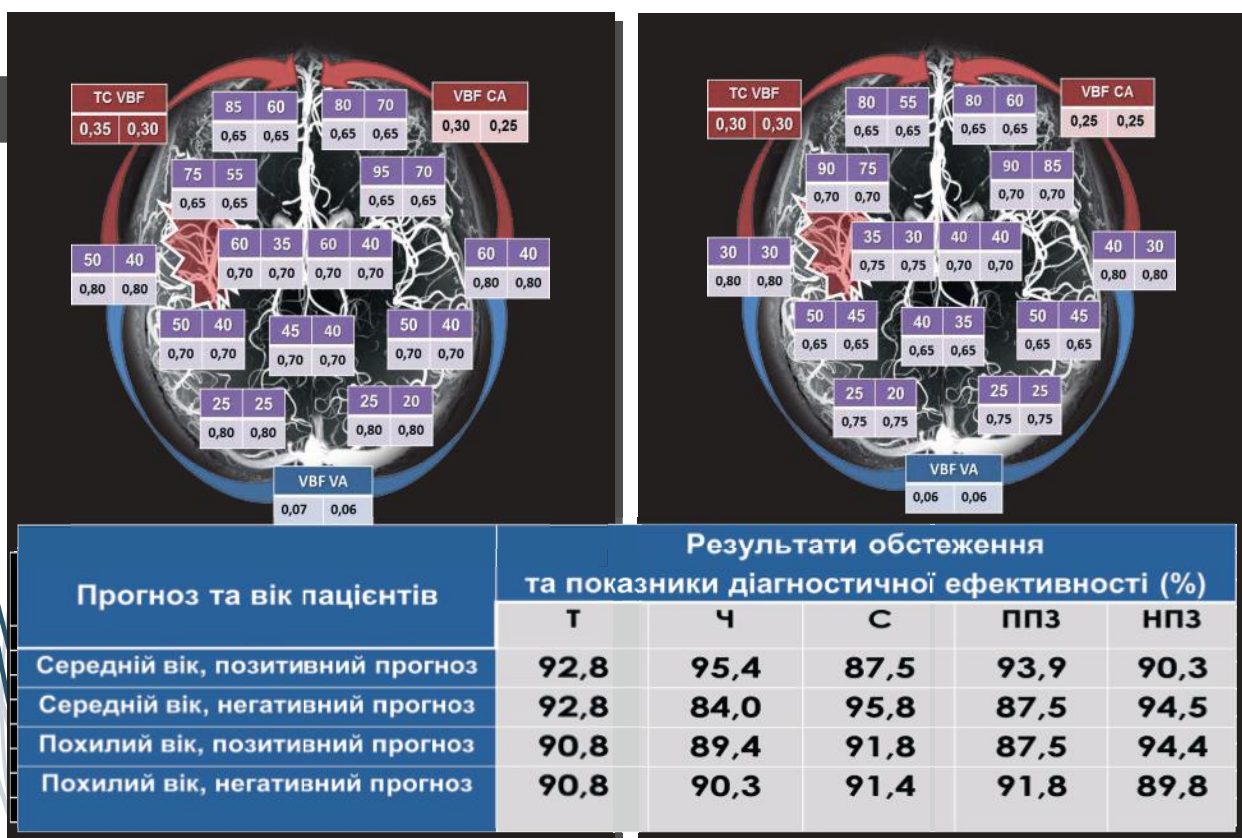 TC VBF
0,35 0,30
85 60
0,65 0,65
80 70
0,65 0,65
VBF CA
0,30 0,25
75 55
0,65 0,65
95 70
0,65 0,65
50 40
0,80 0,80
60 35 60 40
0,70 0,70 0,70 0,70
60 40
0,80 0,80
50 40
0,70 0,70
45 40
0,70 0,70
50 40
0,70 0,70
25 25
0,80 0,80
25 20
0,80 0,80
VBF VA
0,07 0,06
TC VBF
0,30 0,30
80 55
0,65 0,65
80 60
0,65 0,65
VBF CA
0,25 0,25
90 75
0,70 0,70
90 85
0,70 0,70
30 30
0,80 0,80
35 30 40 40
0,75 0,75 0,70 0,70
40 30
0,80 0,80
50 45
0,65 0,65
40 35
0,65 0,65
50 45
0,65 0,65
25 20
0,75 0,75
25 25
0,75 0,75
VBF VA
0,06 0,06
Прогноз та вік пацієнтів
Результати обстеження
та показники діагностичної ефективності (%)
Т Ч С ППЗ НПЗ
Середній вік, позитивний прогноз 92,8 95,4 87,5 93,9 90,3
Середній вік, негативний прогноз 92,8 84,0 95,8 87,5 94,5
Похилий вік, позитивний прогноз 90,8 89,4 91,8 87,5 94,4
Похилий вік, негативний прогноз 90,8 90,3 91,4 91,8 89,8